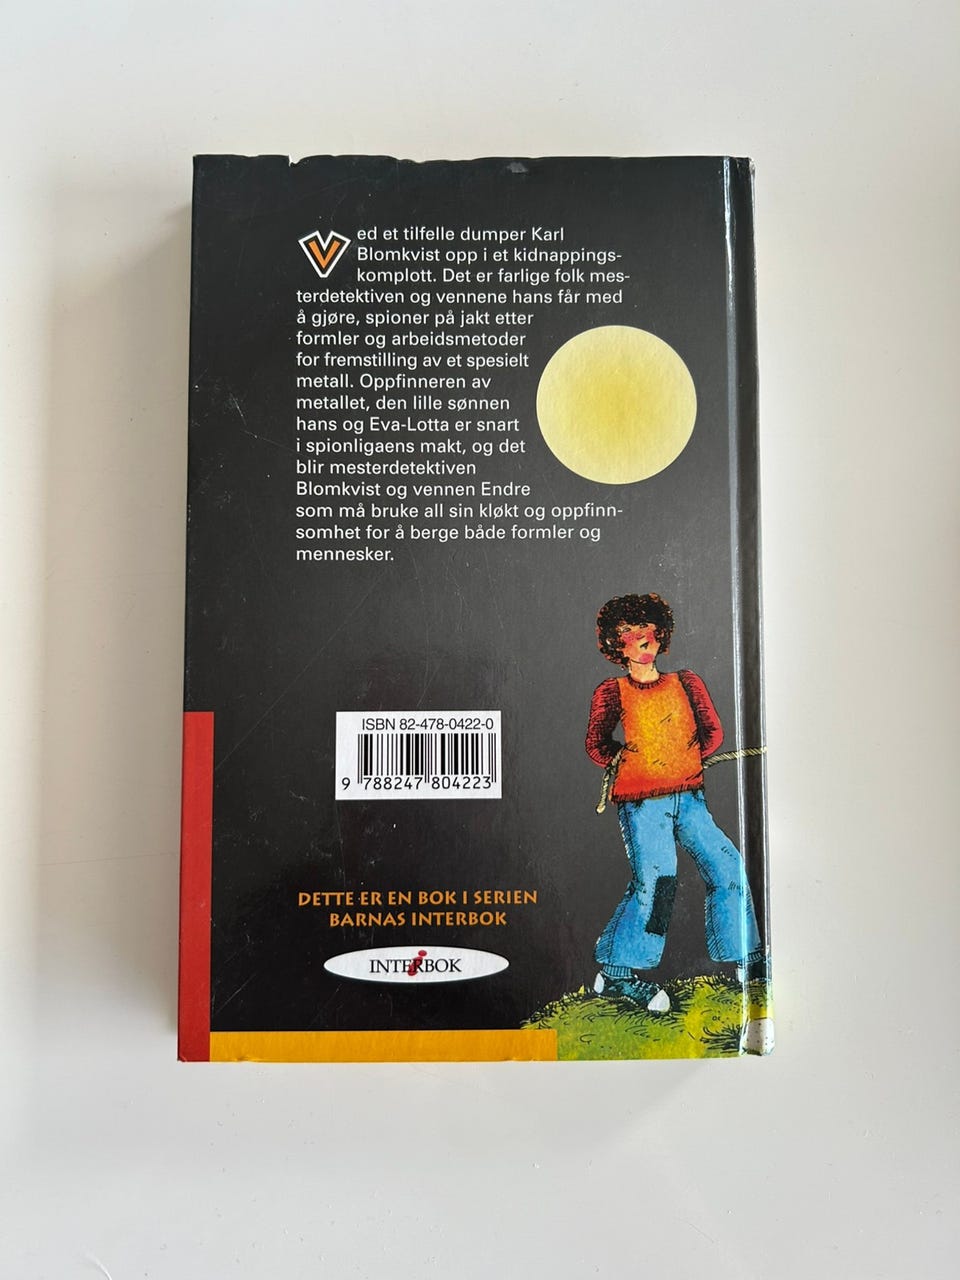 Ved et tilfelle dumper Karl
Blomkvist opp i et kidnappings-
komplott. Det er farlige folk mes-
terdetektiven og vennene hans får med
å gjøre, spioner på jakt etter
formler og arbeidsmetoder
for fremstilling av et spesielt
metall. Oppfinneren av
metallet, den lille sønnen
hans og Eva-Lotta er snart
i spionligaens makt, og det
blir mesterdetektiven
Blomkvist og vennen Endre
som må bruke all sin kløkt og oppfinn-
somhet for å berge både formler og
mennesker.
ISBN 82-478-0422-0
9 788247 804223
DETTE ER EN BOK I SERIEN
BARNAS INTERBOK
INTERBOK